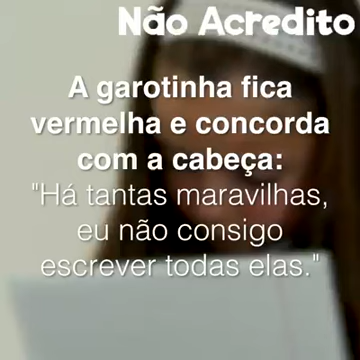 Não Acredito
A garotinha fica
vermelha e concorda
com a cabeça:
"Há tantas maravilhas,
eu não consigo
escrever todas elas."